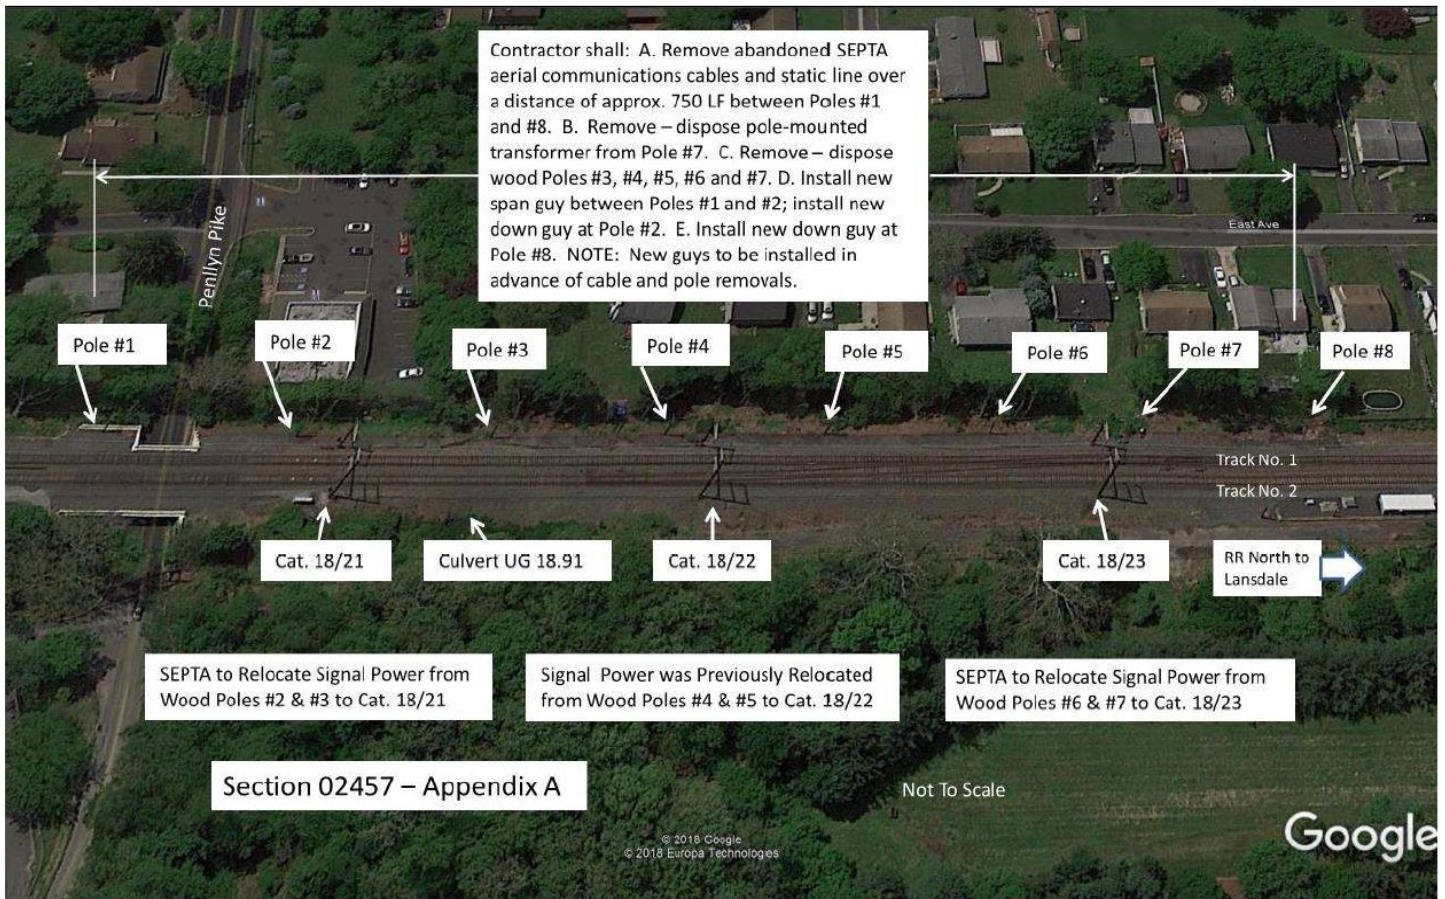 Contractor shall: A. Remove abandoned SEPTA
aerial communications cables and static line over
a distance of approx. 750 LF between Poles #1
and #8. B. Remove – dispose pole-mounted
transformer from Pole #7. C. Remove – dispose
wood Poles #3, #4, #5, #6 and #7. D. Install new
span guy between Poles #1 and #2; install new
down guy at Pole #2. E. Install new down guy at
Pole #8. NOTE: New guys to be installed in
advance of cable and pole removals.
Penllyn Pike
East Ave
Pole #1
Pole #2
Pole #3
Pole #4
Pole #5
Pole #6
Pole #7
Pole #8
Track No. 1
Track No. 2
Cat. 18/21
Culvert UG 18.91
Cat. 18/22
Cat. 18/23
RR North to
Lansdale
SEPTA to Relocate Signal Power from
Wood Poles #2 & #3 to Cat. 18/21
Signal Power was Previously Relocated
from Wood Poles #4 & #5 to Cat. 18/22
SEPTA to Relocate Signal Power from
Wood Poles #6 & #7 to Cat. 18/23
Section 02457 – Appendix A
Not To Scale
© 2018 Google
© 2018 Europa Technologies
Google